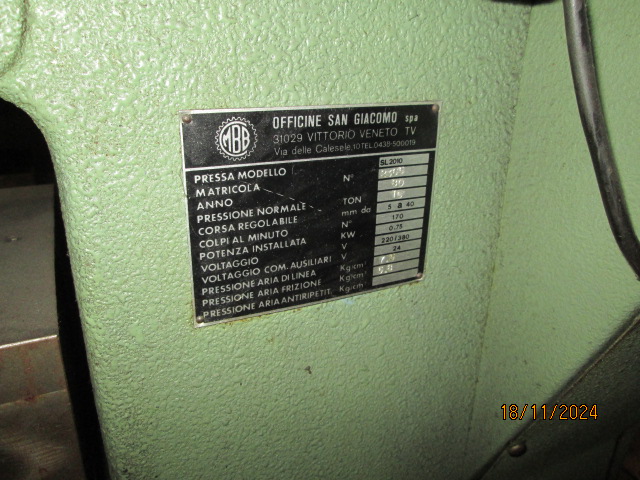 MBB
OFFICINE SAN GIACOMO spa
31029 VITTORIO VENETO TV
Via delle Calesele,10 TEL.0438-500019
PRESSA MODELLO SL 2010
MATRICOLA N°
ANNO
PRESSIONE NORMALE TON
CORSA REGOLABILE mm da 5 a 40
COLPI AL MINUTO N° 170
POTENZA INSTALLATA KW 0,75
VOLTAGGIO V 220/380
VOLTAGGIO COM. AUSILIARI V 24
PRESSIONE ARIA DI LINEA Kg/cm²
PRESSIONE ARIA FRIZIONE Kg/cm²
PRESSIONE ARIA ANTIRIPETIT. Kg/cm²
18/11/2024